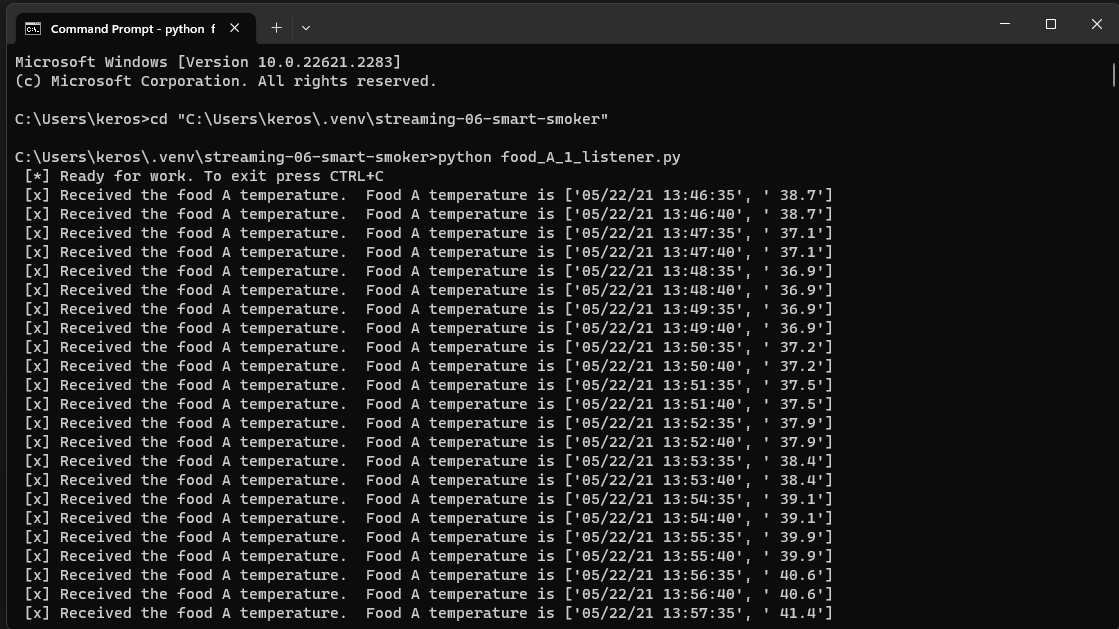 Command Prompt - python f
Microsoft Windows [Version 10.0.22621.2283]
(c) Microsoft Corporation. All rights reserved.
C:\Users\keros>cd "C:\Users\keros\.venv\streaming-06-smart-smoker"
C:\Users\keros\.venv\streaming-06-smart-smoker>python food_A_1_listener.py
[*] Ready for work. To exit press CTRL+C
[x] Received the food A temperature.  Food A temperature is ['05/22/21 13:46:35', ' 38.7']
[x] Received the food A temperature.  Food A temperature is ['05/22/21 13:46:40', ' 38.7']
[x] Received the food A temperature.  Food A temperature is ['05/22/21 13:47:35', ' 37.1']
[x] Received the food A temperature.  Food A temperature is ['05/22/21 13:47:40', ' 37.1']
[x] Received the food A temperature.  Food A temperature is ['05/22/21 13:48:35', ' 36.9']
[x] Received the food A temperature.  Food A temperature is ['05/22/21 13:48:40', ' 36.9']
[x] Received the food A temperature.  Food A temperature is ['05/22/21 13:49:35', ' 36.9']
[x] Received the food A temperature.  Food A temperature is ['05/22/21 13:49:40', ' 36.9']
[x] Received the food A temperature.  Food A temperature is ['05/22/21 13:50:35', ' 37.2']
[x] Received the food A temperature.  Food A temperature is ['05/22/21 13:50:40', ' 37.2']
[x] Received the food A temperature.  Food A temperature is ['05/22/21 13:51:35', ' 37.5']
[x] Received the food A temperature.  Food A temperature is ['05/22/21 13:51:40', ' 37.5']
[x] Received the food A temperature.  Food A temperature is ['05/22/21 13:52:35', ' 37.9']
[x] Received the food A temperature.  Food A temperature is ['05/22/21 13:52:40', ' 37.9']
[x] Received the food A temperature.  Food A temperature is ['05/22/21 13:53:35', ' 38.4']
[x] Received the food A temperature.  Food A temperature is ['05/22/21 13:53:40', ' 38.4']
[x] Received the food A temperature.  Food A temperature is ['05/22/21 13:54:35', ' 39.1']
[x] Received the food A temperature.  Food A temperature is ['05/22/21 13:54:40', ' 39.1']
[x] Received the food A temperature.  Food A temperature is ['05/22/21 13:55:35', ' 39.9']
[x] Received the food A temperature.  Food A temperature is ['05/22/21 13:55:40', ' 39.9']
[x] Received the food A temperature.  Food A temperature is ['05/22/21 13:56:35', ' 40.6']
[x] Received the food A temperature.  Food A temperature is ['05/22/21 13:56:40', ' 40.6']
[x] Received the food A temperature.  Food A temperature is ['05/22/21 13:57:35', ' 41.4']